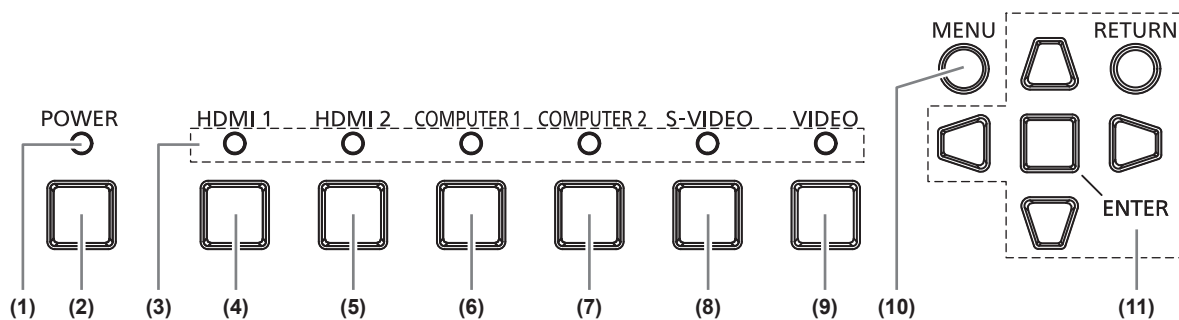 MENU RETURN
POWER HDMI 1 HDMI 2 COMPUTER 1 COMPUTER 2 S-VIDEO VIDEO
ENTER
(1) (2) (3) (4) (5) (6) (7) (8) (9) (10) (11)